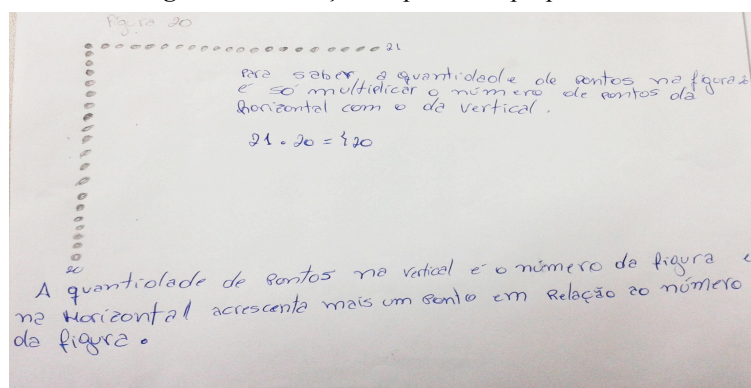 Figura 20
21
Para saber a quantidade de pontos na figura
é só multiplicar o número de pontos da
horizontal com o da vertical.
21 . 20 = 420
20
A quantidade de pontos na vertical é o número da figura e
na Horizontal acrescenta mais um ponto em Relação ao número
da figura.